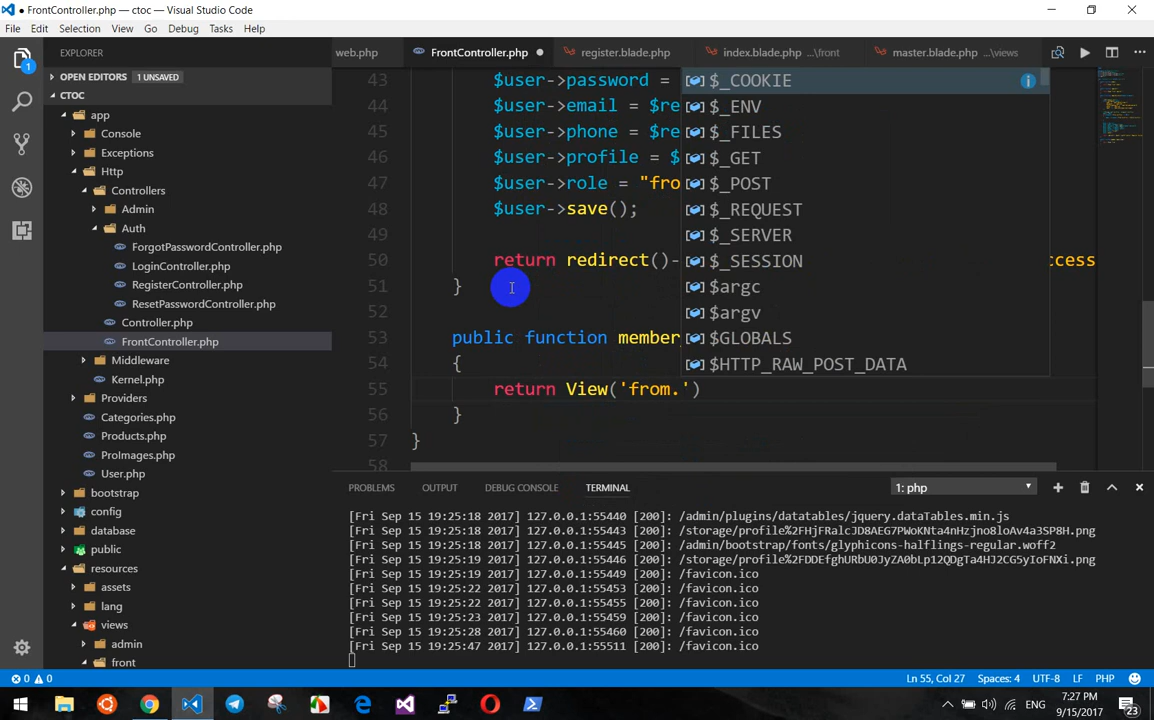 FrontController.php — ctoc — Visual Studio Code
File Edit Selection View Go Debug Tasks Help
EXPLORER
OPEN EDITORS 1 UNSAVED
CTOC
app
Console
Exceptions
Http
Controllers
Admin
Auth
ForgotPasswordController.php
LoginController.php
RegisterController.php
ResetPasswordController.php
Controller.php
FrontController.php
Middleware
Kernel.php
Providers
Categories.php
Products.php
ProImages.php
User.php
bootstrap
config
database
public
resources
assets
lang
views
admin
front
web.php FrontController.php register.blade.php index.blade.php ...\front master.blade.php ...\views
43 $user->password =
44 $user->email = $re
45 $user->phone = $re
46 $user->profile = $
47 $user->role = "fro
48 $user->save();
49
50 return redirect()- ccess
51 }
52
53 public function member
54 {
55 return View('from.')
56 }
57 }
58
$_COOKIE
$_ENV
$_FILES
$_GET
$_POST
$_REQUEST
$_SERVER
$_SESSION
$argc
$argv
$GLOBALS
$HTTP_RAW_POST_DATA
PROBLEMS OUTPUT DEBUG CONSOLE TERMINAL 1: php
[Fri Sep 15 19:25:18 2017] 127.0.0.1:55440 [200]: /admin/plugins/datatables/jquery.dataTables.min.js
[Fri Sep 15 19:25:18 2017] 127.0.0.1:55443 [200]: /storage/profile%2FHjFRalcJD8AEG7PWoKNta4nHzjno8loAv4a3SP8H.png
[Fri Sep 15 19:25:18 2017] 127.0.0.1:55445 [200]: /admin/bootstrap/fonts/glyphicons-halflings-regular.woff2
[Fri Sep 15 19:25:18 2017] 127.0.0.1:55446 [200]: /storage/profile%2FDDEfghURbU0JyZA0bLp12QDgTa4HJ2CG5yIoFNXi.png
[Fri Sep 15 19:25:19 2017] 127.0.0.1:55449 [200]: /favicon.ico
[Fri Sep 15 19:25:22 2017] 127.0.0.1:55453 [200]: /favicon.ico
[Fri Sep 15 19:25:22 2017] 127.0.0.1:55455 [200]: /favicon.ico
[Fri Sep 15 19:25:23 2017] 127.0.0.1:55459 [200]: /favicon.ico
[Fri Sep 15 19:25:28 2017] 127.0.0.1:55460 [200]: /favicon.ico
[Fri Sep 15 19:25:47 2017] 127.0.0.1:55511 [200]: /favicon.ico
0 0 Ln 55, Col 27 Spaces: 4 UTF-8 LF PHP
ENG 7:27 PM
9/15/2017 23